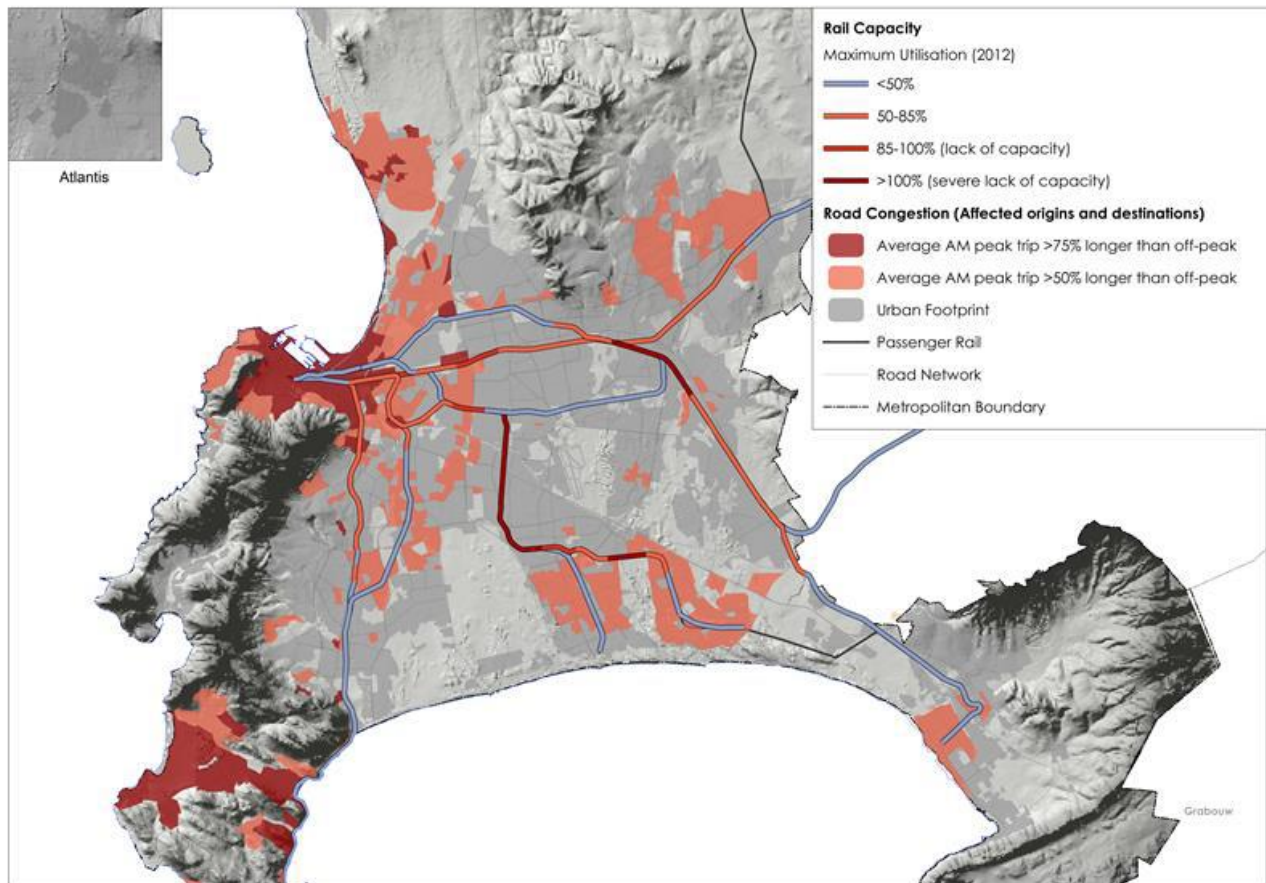 Atlantis
Rail Capacity
Maximum Utilisation (2012)
<50%
50-85%
85-100% (lack of capacity)
>100% (severe lack of capacity)
Road Congestion (Affected origins and destinations)
Average AM peak trip >75% longer than off-peak
Average AM peak trip >50% longer than off-peak
Urban Footprint
Passenger Rail
Road Network
Metropolitan Boundary
Grabouw